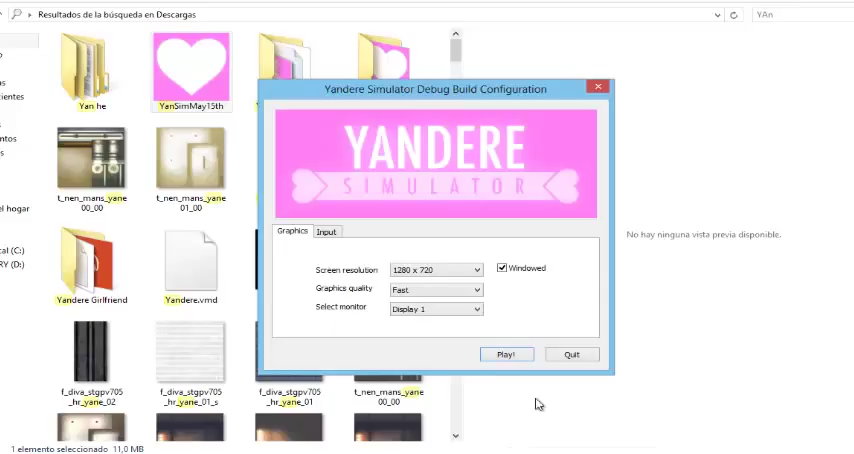 Resultados de la búsqueda en Descargas
YAn
Yandere Simulator Debug Build Configuration
YANDERE
SIMULATOR
Graphics
Input
Screen resolution
1280 x 720
Windowed
Graphics quality
Fast
Select monitor
Display 1
Play!
Quit
Yan he
YanSimMay15th
t_nen_mans_yane
00_00
t_nen_mans_yane
01_00
Yandere Girlfriend
Yandere.vmd
f_diva_stgpv705
_hr_yane_02
f_diva_stgpv705
_hr_yane_01_s
f_diva_stgpv705
_hr_yane_01
t_nen_mans_yane
00_00
No hay ninguna vista previa disponible.
el hogar
(C:)
(D:)
1 elemento seleccionado 11,0 MB